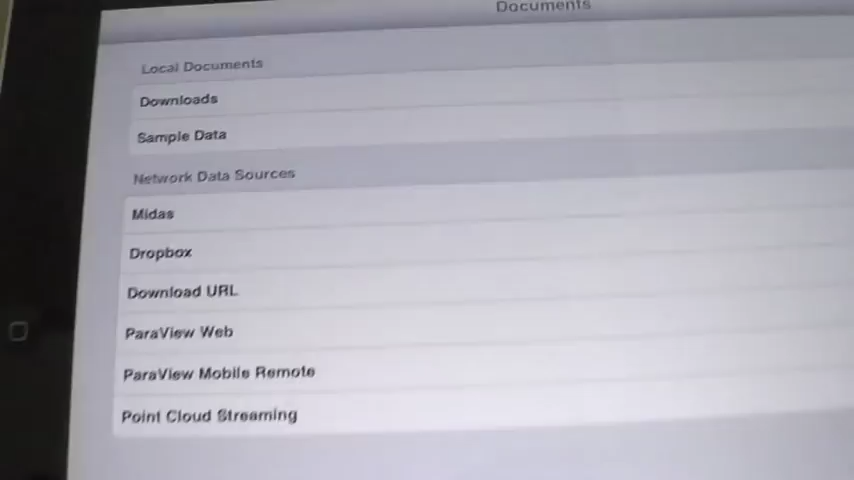 Documents
Local Documents
Downloads
Sample Data
Network Data Sources
Midas
Dropbox
Download URL
ParaView Web
ParaView Mobile Remote
Point Cloud Streaming